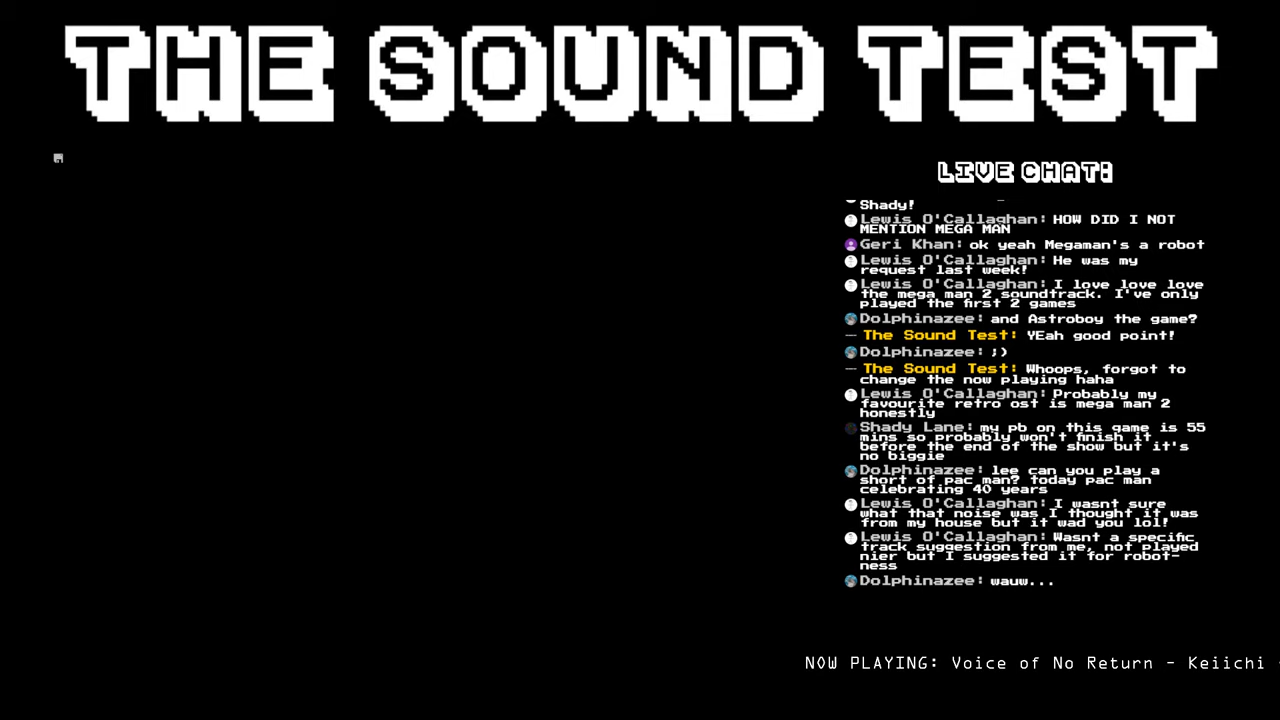 THE SOUND TEST
LIVE CHAT:
Shady!
Lewis O'Callaghan: HOW DID I NOT
MENTION MEGA MAN
Geri Khan: ok yeah Megaman's a robot
Lewis O'Callaghan: He was my
request last week!
Lewis O'Callaghan: I love love love
the mega man 2 soundtrack. I've only
played the first 2 games
Dolphinazee: and Astroboy the game?
The Sound Test: YEah good point!
Dolphinazee: ;)
The Sound Test: Whoops, forgot to
change the now playing haha
Lewis O'Callaghan: Probably my
favourite retro ost is mega man 2
honestly
Shady Lane: my pb on this game is 55
mins so probably won't finish it
before the end of the show but it's
no biggie
Dolphinazee: lee can you play a
short of pac man? today pac man
celebrating 40 years
Lewis O'Callaghan: I wasnt sure
what that noise was I thought it was
from my house but it wad you lol!
Lewis O'Callaghan: Wasnt a specific
track suggestion from me, not played
nier but I suggested it for robot-
ness
Dolphinazee: wauw...
NOW PLAYING: Voice of No Return - Keiichi